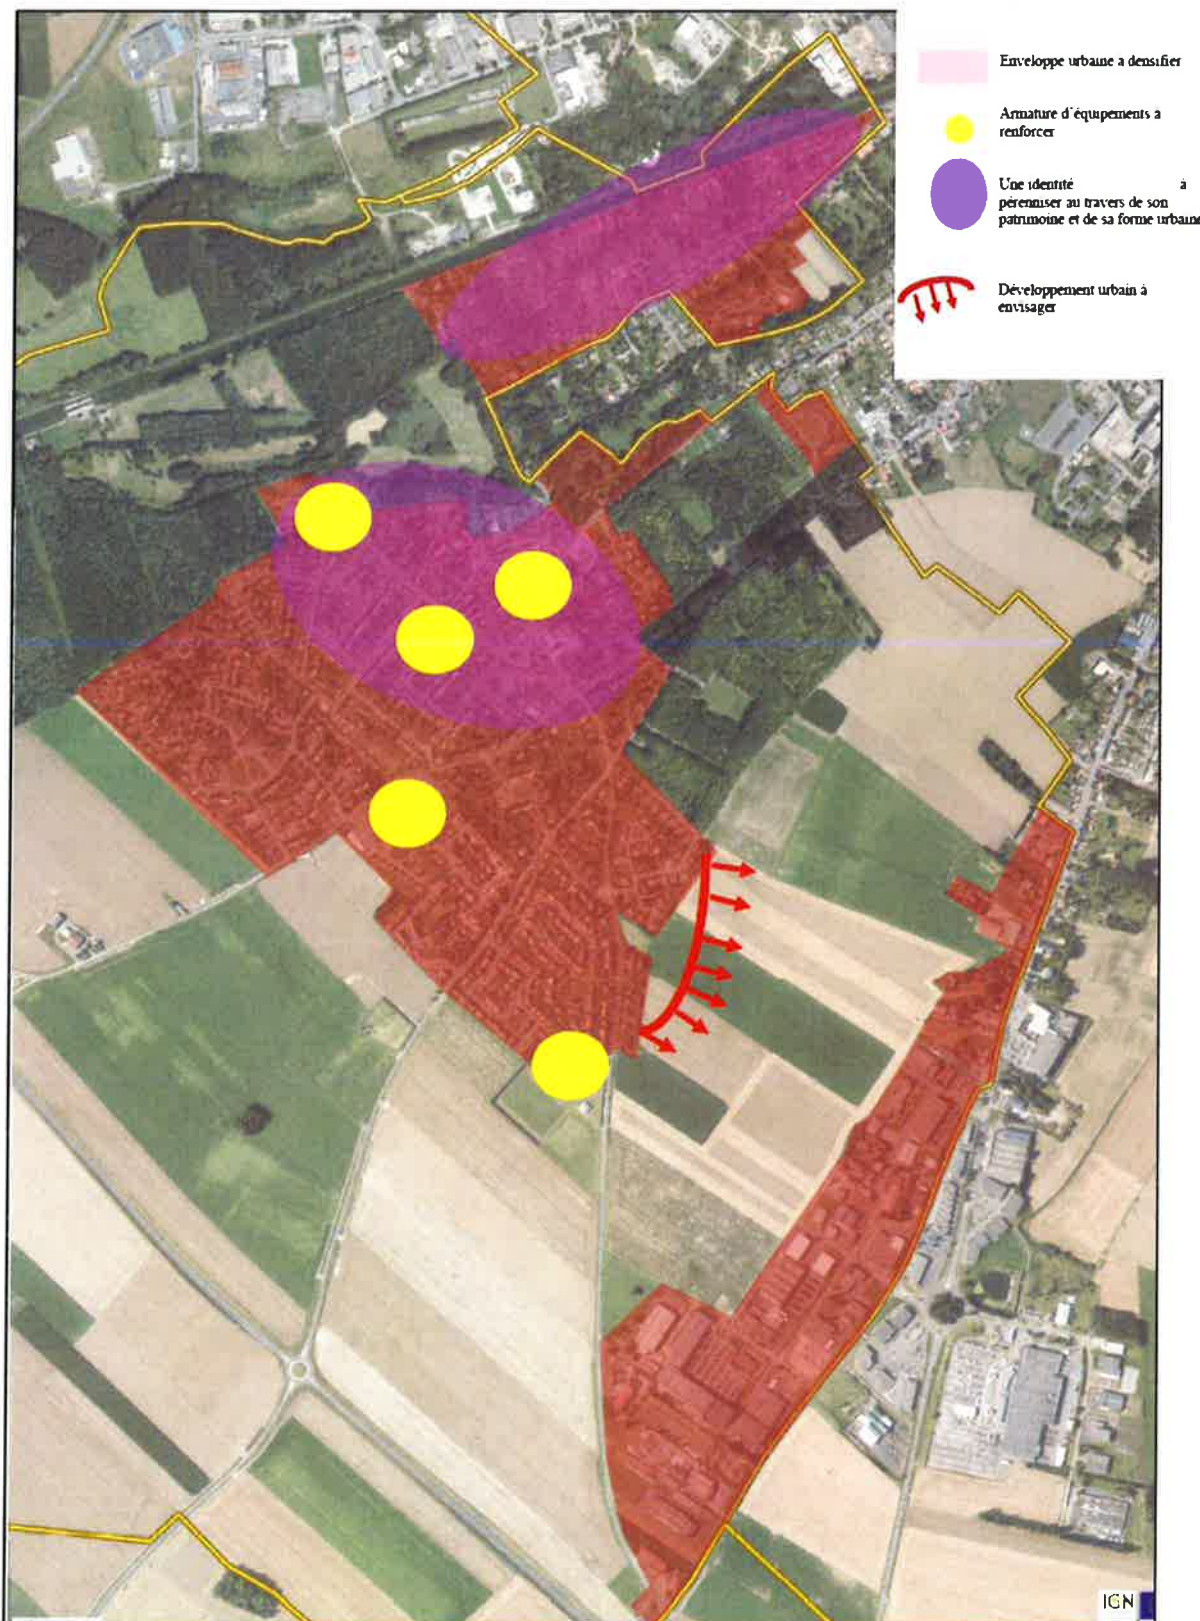 Enveloppe urbaine à densifier
Armature d'équipements à
renforcer
Une identité à
pérenniser au travers de son
patrimoine et de sa forme urbaine
Développement urbain à
envisager
IGN